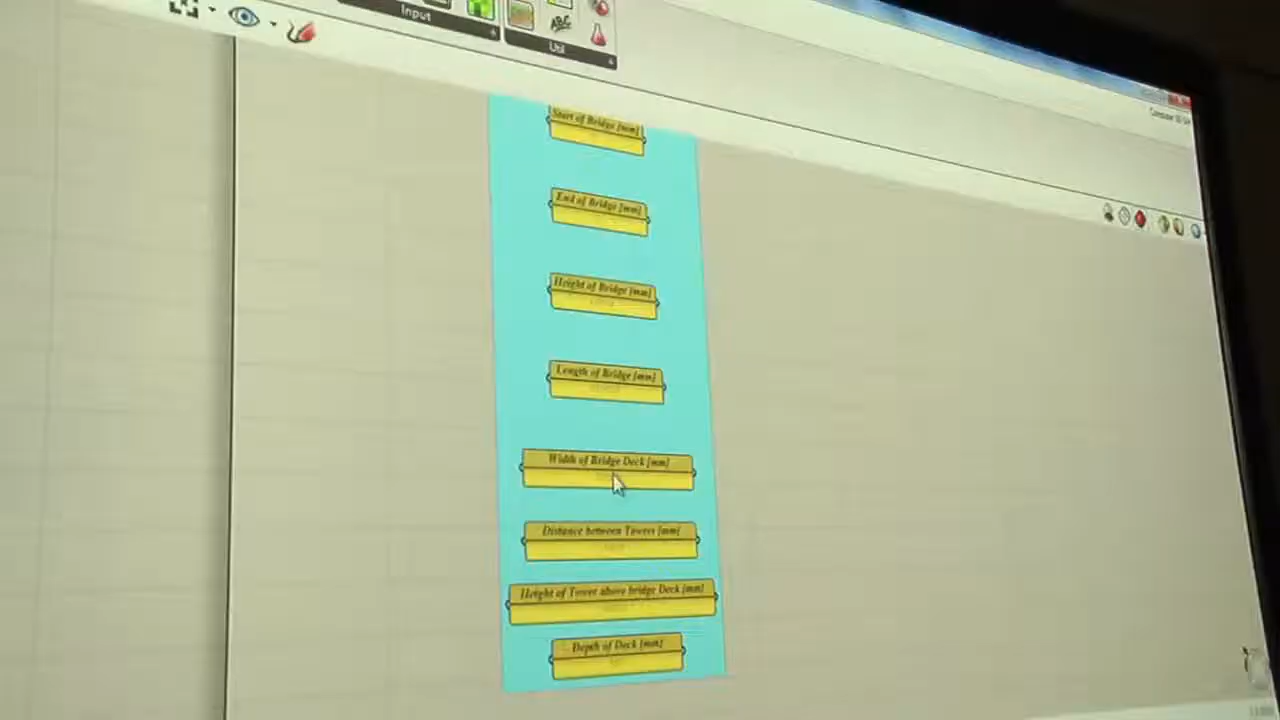 Input
Util
ABC
Start of Bridge [mm]
End of Bridge [mm]
Height of Bridge [mm]
Length of Bridge [mm]
Width of Bridge Deck [mm]
Distance between Towers [mm]
Height of Tower above bridge Deck [mm]
Depth of Deck [mm]